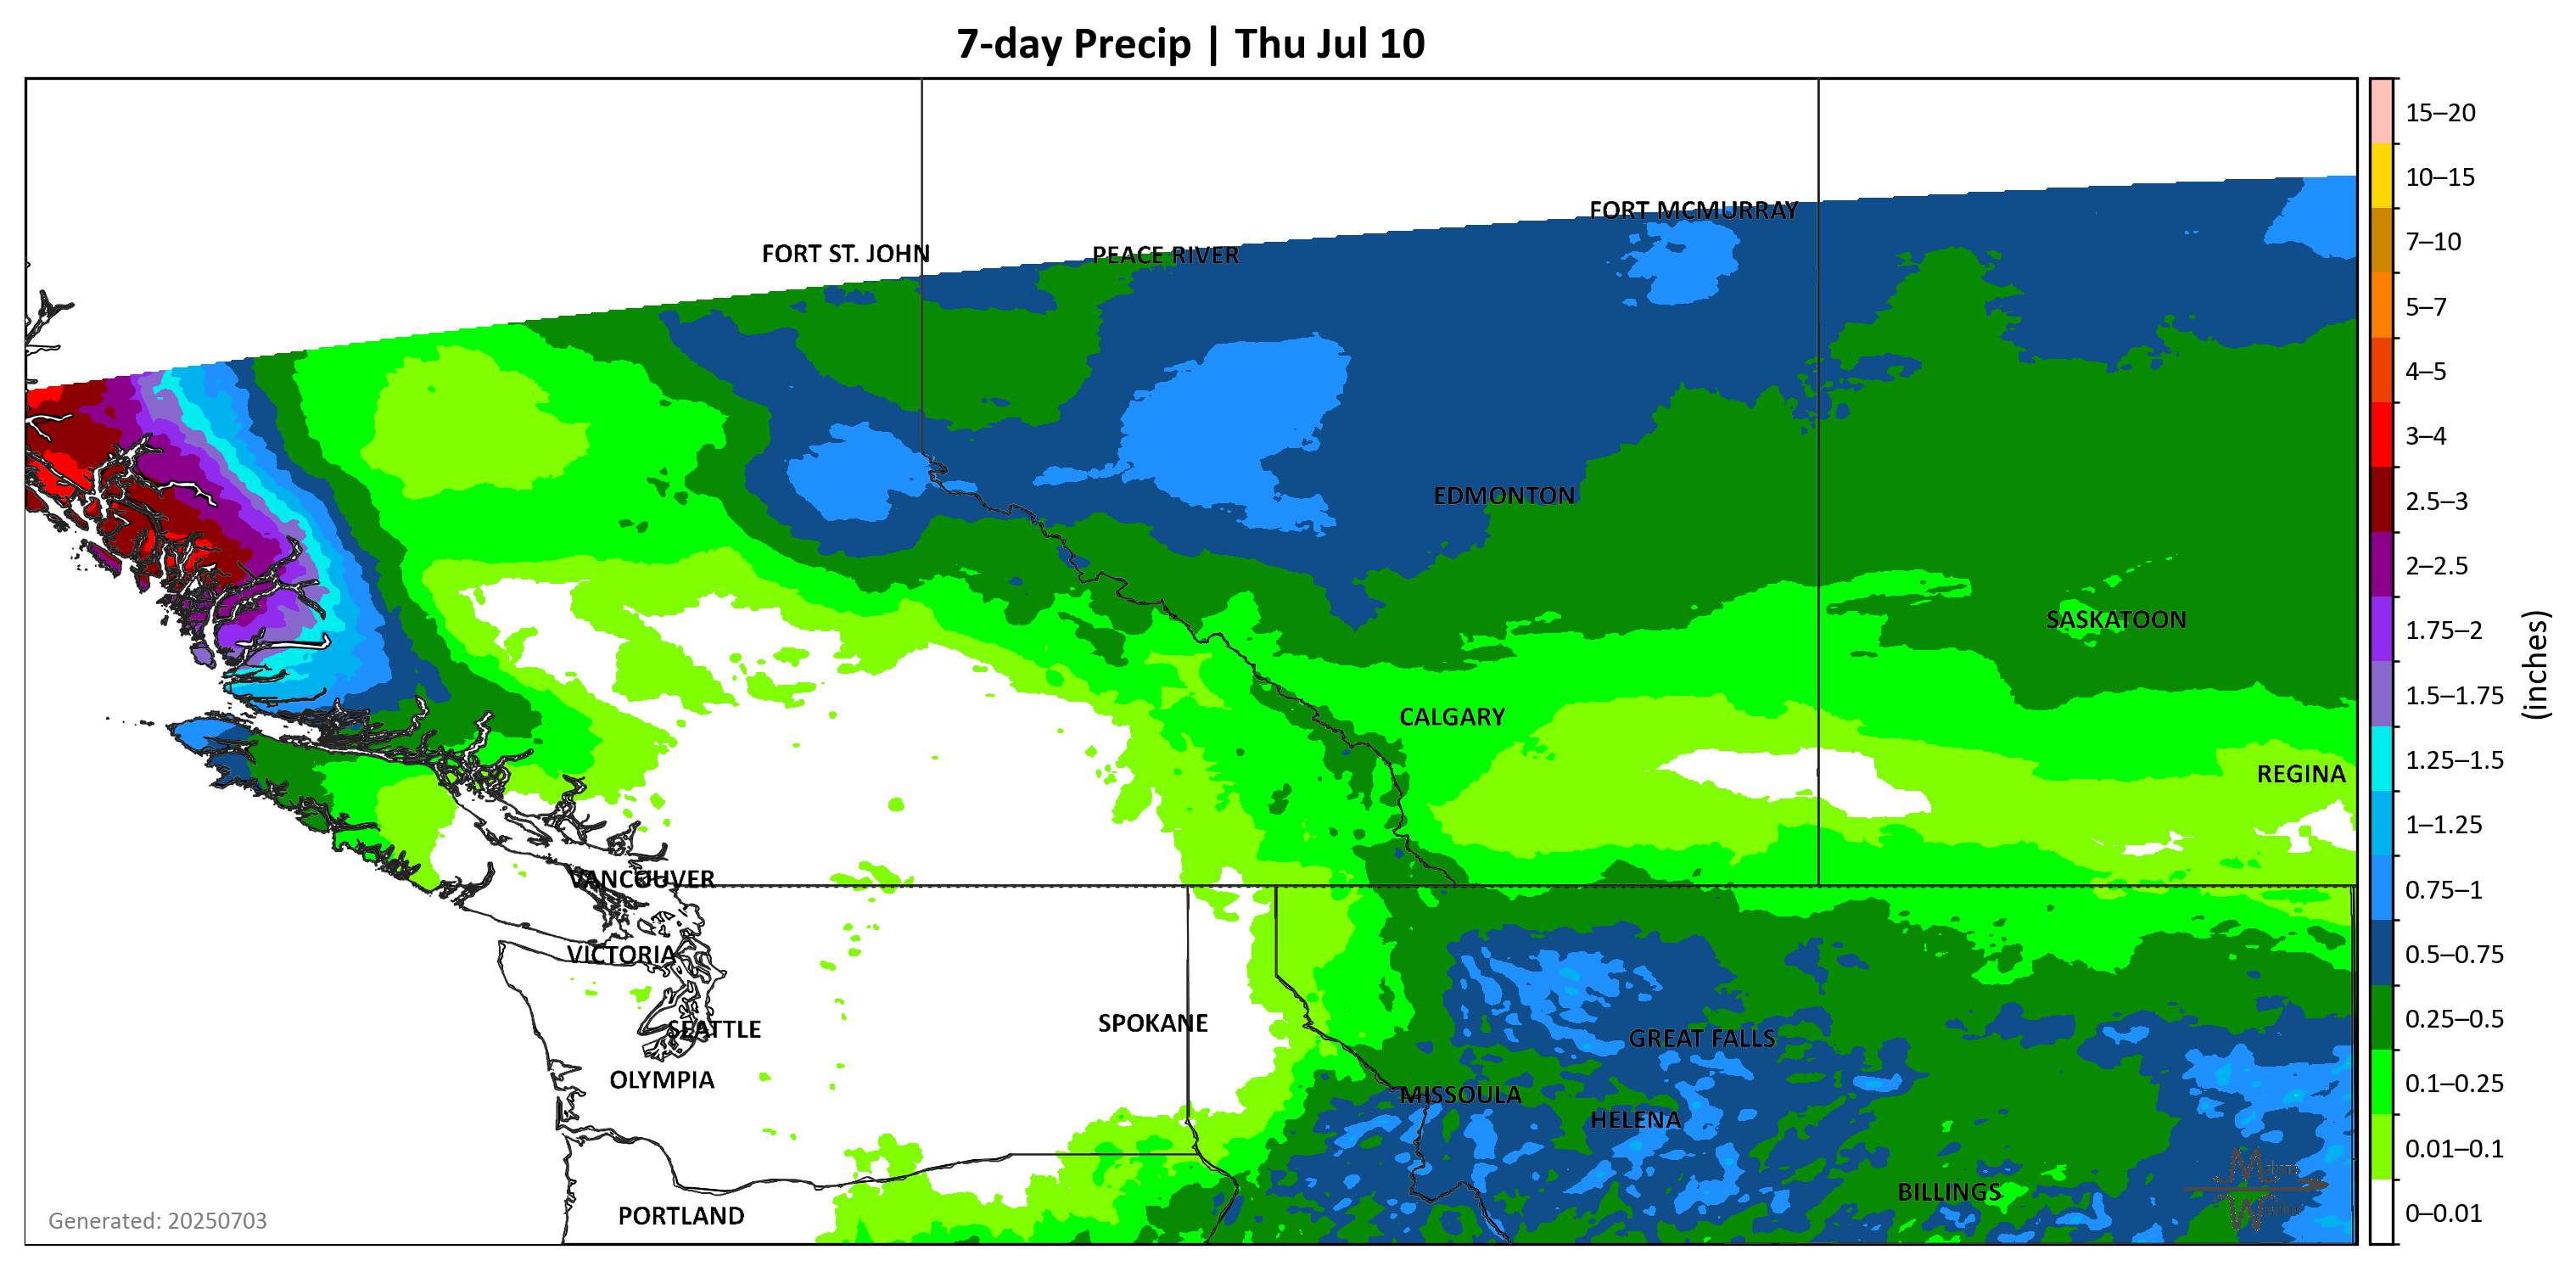 7-day Precip | Thu Jul 10
15–20
10–15
7–10
5–7
4–5
3–4
2.5–3
2–2.5
1.75–2
1.5–1.75
1.25–1.5
1–1.25
0.75–1
0.5–0.75
0.25–0.5
0.1–0.25
0.01–0.1
0–0.01
(inches)
FORT MCMURRAY
FORT ST. JOHN
PEACE RIVER
EDMONTON
SASKATOON
CALGARY
REGINA
VANCOUVER
VICTORIA
SEATTLE
SPOKANE
GREAT FALLS
OLYMPIA
MISSOULA
HELENA
BILLINGS
PORTLAND
Generated: 20250703